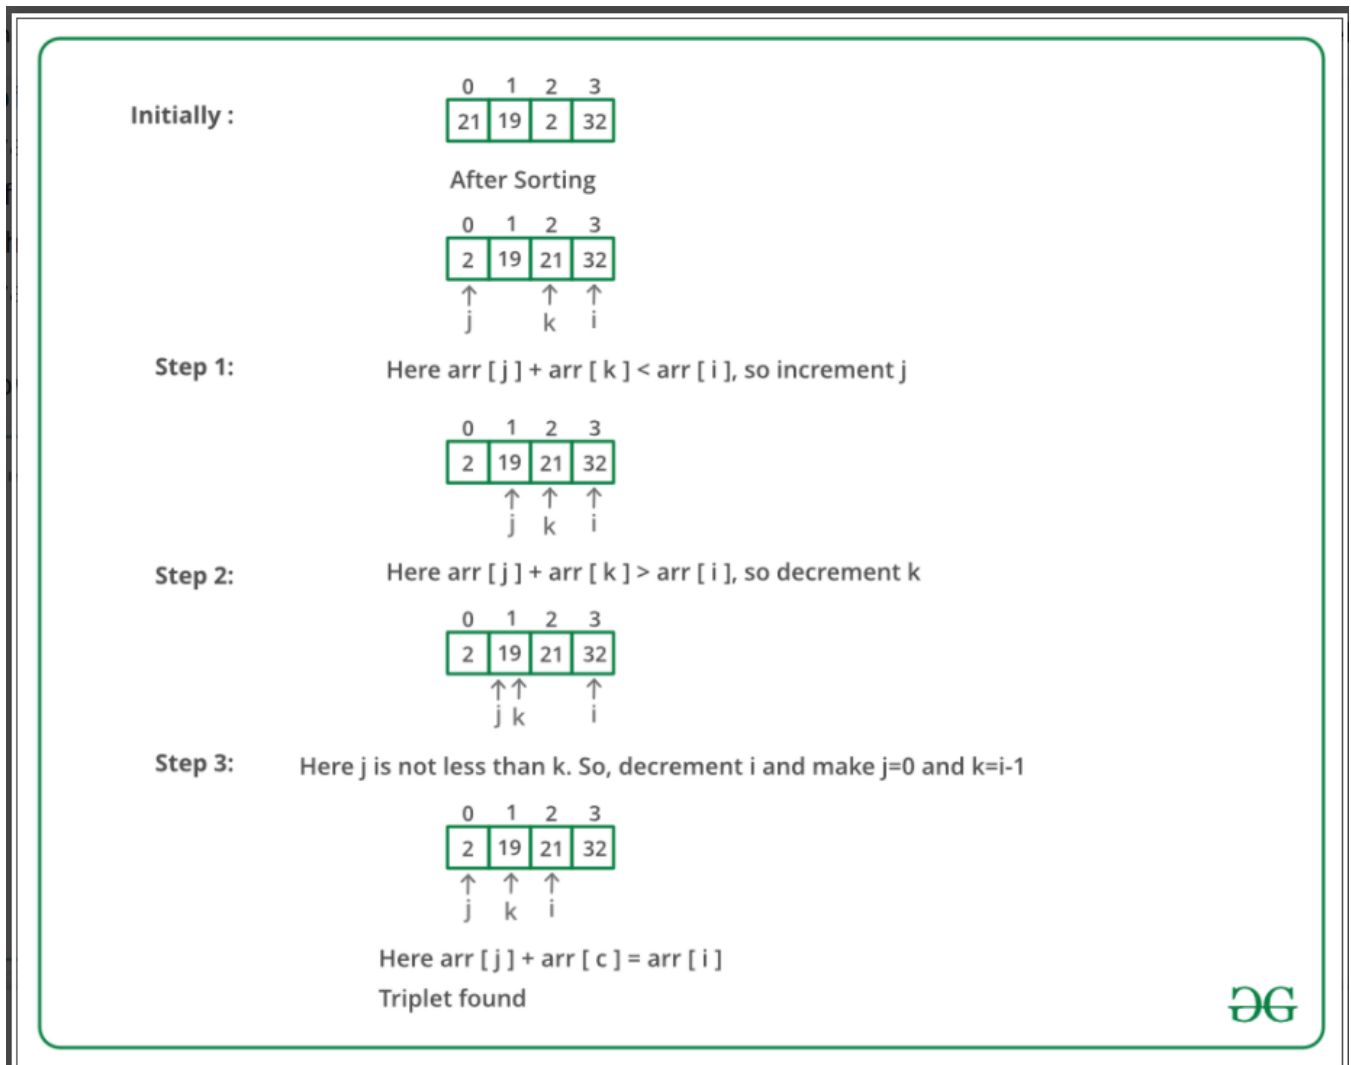 0 1 2 3
Initially :
21 19 2 32
After Sorting
0 1 2 3
2 19 21 32
j k i
Step 1:
Here arr [ j ] + arr [ k ] < arr [ i ], so increment j
0 1 2 3
2 19 21 32
j k i
Step 2:
Here arr [ j ] + arr [ k ] > arr [ i ], so decrement k
0 1 2 3
2 19 21 32
j k i
Step 3:
Here j is not less than k. So, decrement i and make j=0 and k=i-1
0 1 2 3
2 19 21 32
j k i
Here arr [ j ] + arr [ c ] = arr [ i ]
Triplet found